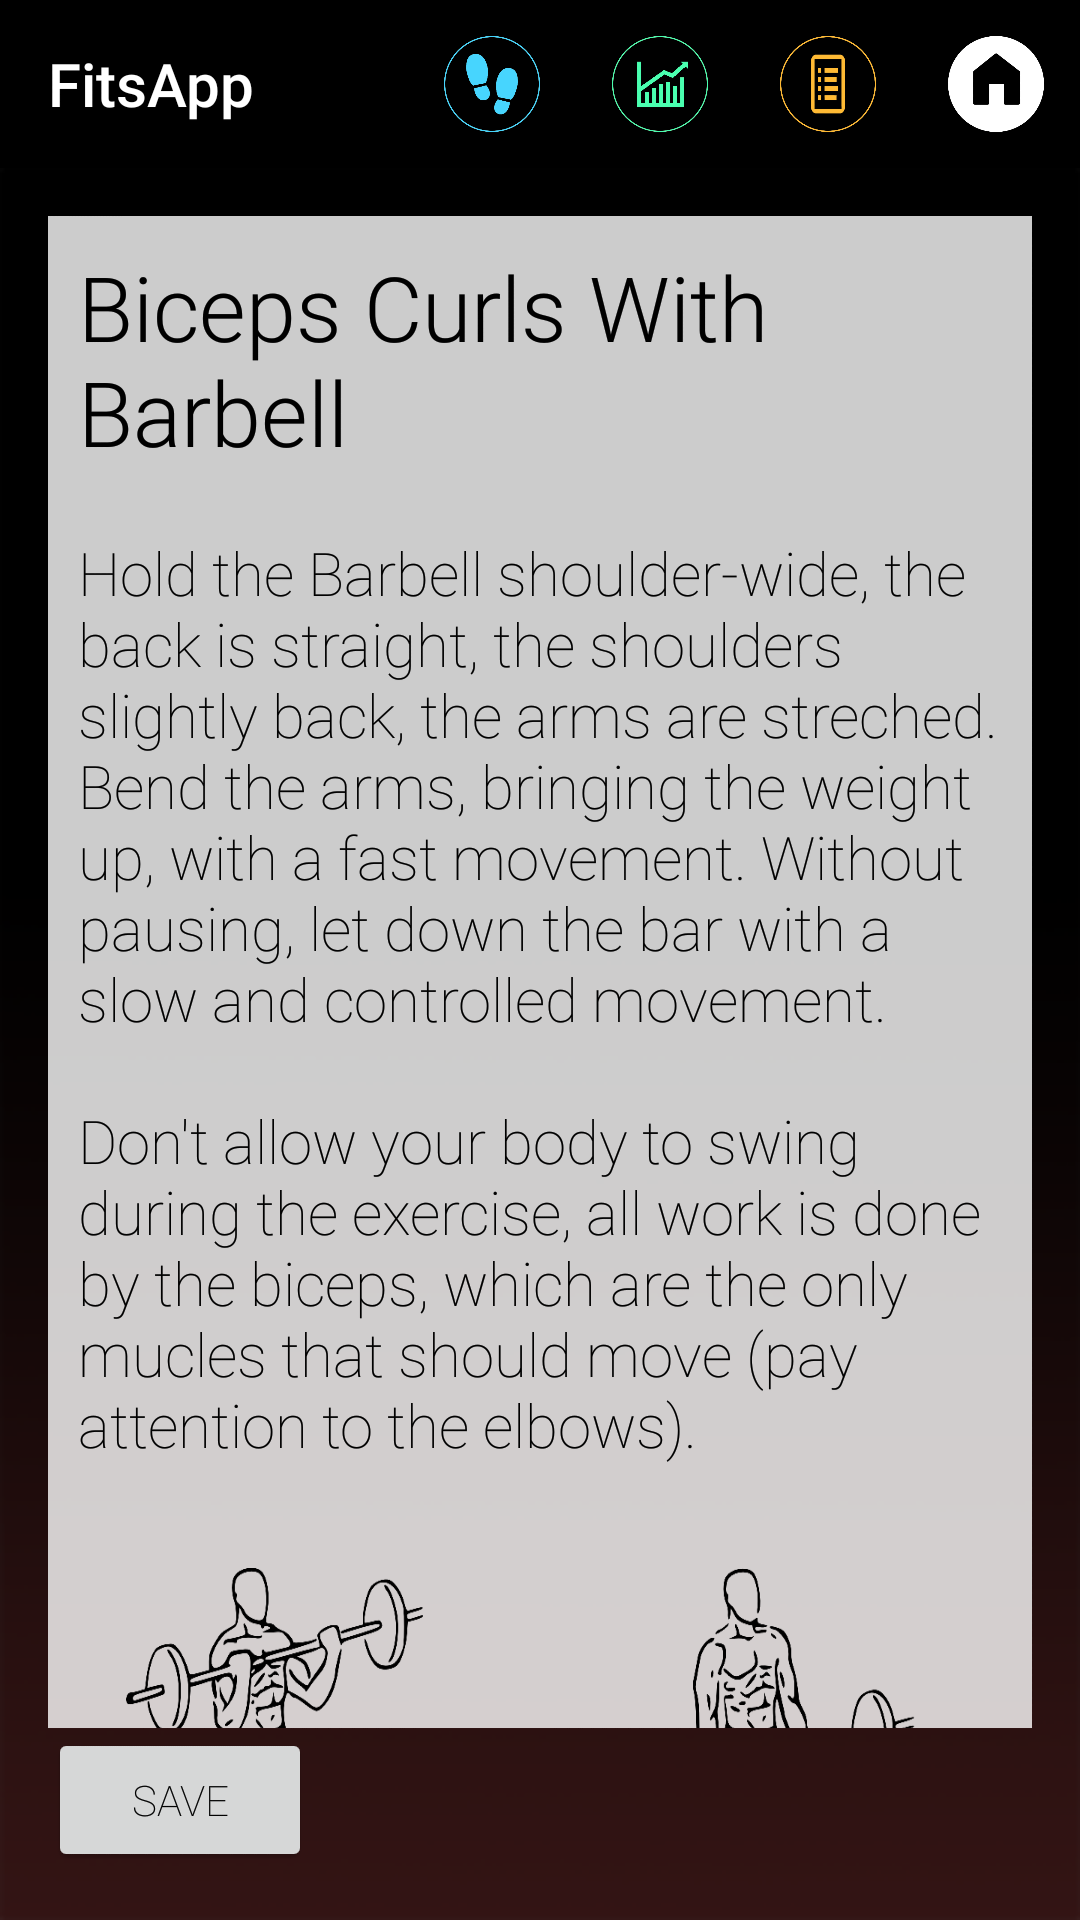 FitsApp
Biceps Curls With
Barbell
Hold the Barbell shoulder-wide, the
back is straight, the shoulders
slightly back, the arms are streched.
Bend the arms, bringing the weight
up, with a fast movement. Without
pausing, let down the bar with a
slow and controlled movement.
Don't allow your body to swing
during the exercise, all work is done
by the biceps, which are the only
mucles that should move (pay
attention to the elbows).
SAVE